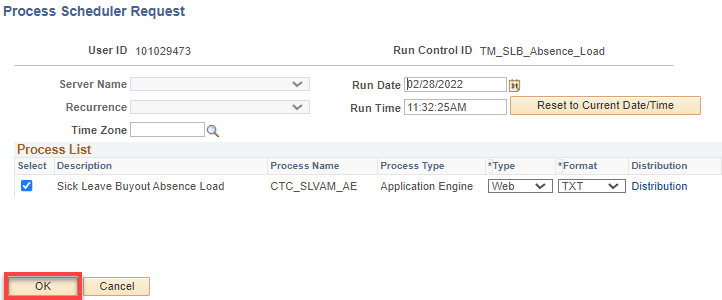 Process Scheduler Request
User ID 101029473 Run Control ID TM_SLB_Absence_Load
Server Name Run Date 02/28/2022
Recurrence Run Time 11:32:25AM Reset to Current Date/Time
Time Zone
Process List
Select Description Process Name Process Type *Type *Format Distribution
Sick Leave Buyout Absence Load CTC_SLVAM_AE Application Engine Web TXT Distribution
OK Cancel